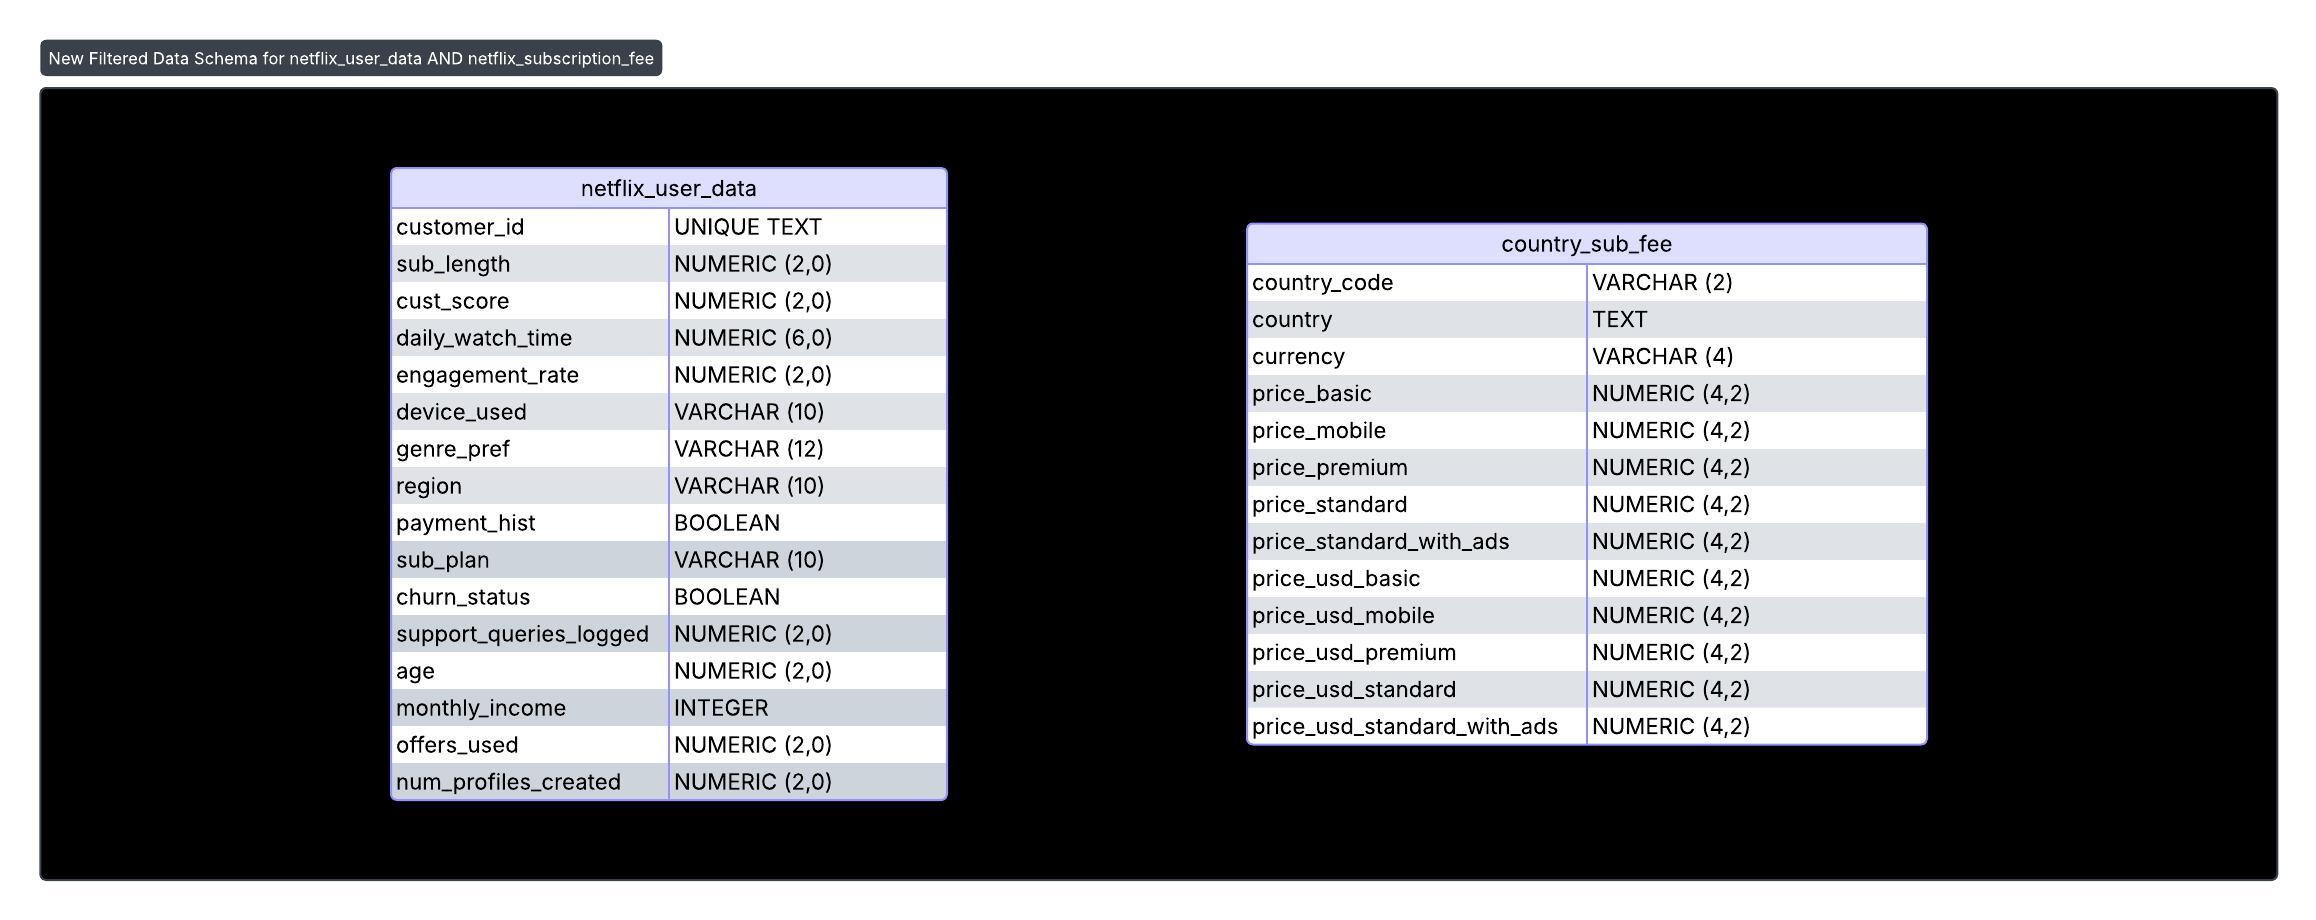 New Filtered Data Schema for netflix_user_data AND netflix_subscription_fee
netflix_user_data
customer_id UNIQUE TEXT
sub_length NUMERIC (2,0)
cust_score NUMERIC (2,0)
daily_watch_time NUMERIC (6,0)
engagement_rate NUMERIC (2,0)
device_used VARCHAR (10)
genre_pref VARCHAR (12)
region VARCHAR (10)
payment_hist BOOLEAN
sub_plan VARCHAR (10)
churn_status BOOLEAN
support_queries_logged NUMERIC (2,0)
age NUMERIC (2,0)
monthly_income INTEGER
offers_used NUMERIC (2,0)
num_profiles_created NUMERIC (2,0)
country_sub_fee
country_code VARCHAR (2)
country TEXT
currency VARCHAR (4)
price_basic NUMERIC (4,2)
price_mobile NUMERIC (4,2)
price_premium NUMERIC (4,2)
price_standard NUMERIC (4,2)
price_standard_with_ads NUMERIC (4,2)
price_usd_basic NUMERIC (4,2)
price_usd_mobile NUMERIC (4,2)
price_usd_premium NUMERIC (4,2)
price_usd_standard NUMERIC (4,2)
price_usd_standard_with_ads NUMERIC (4,2)